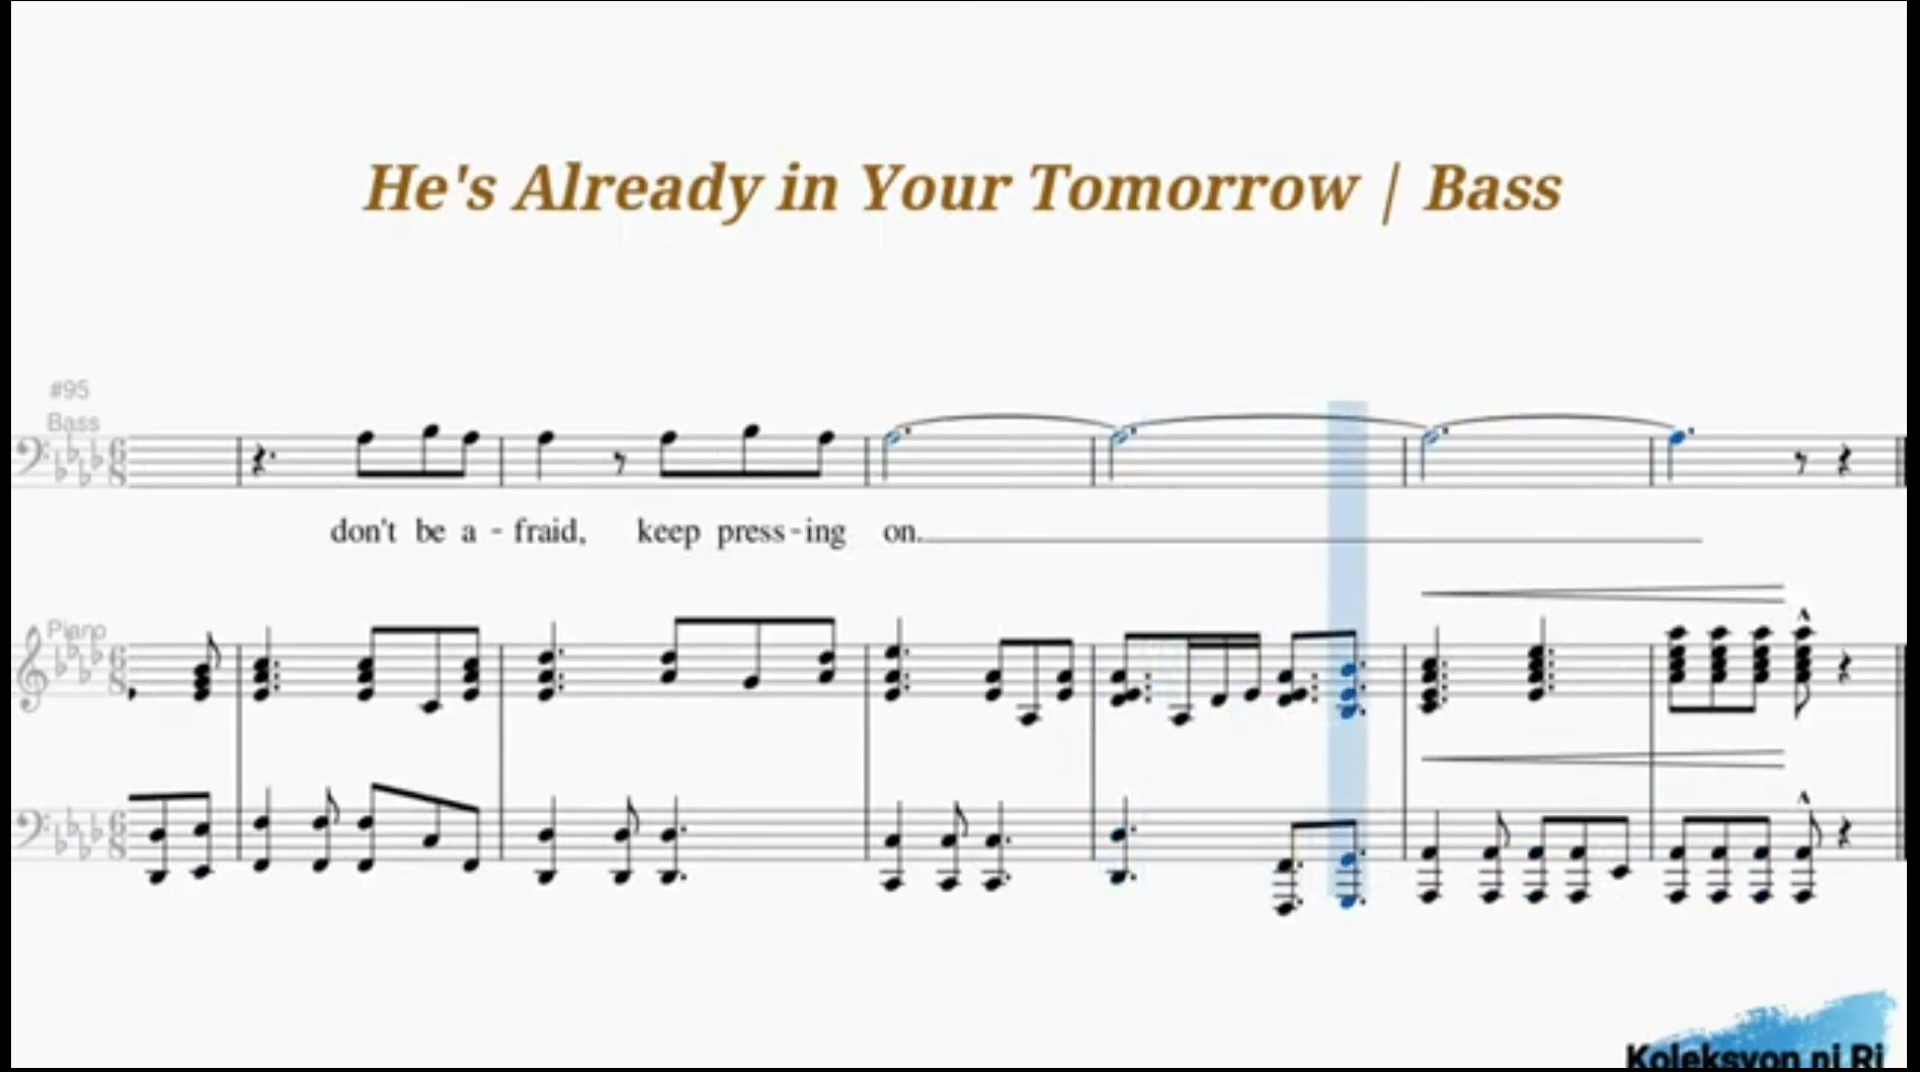 He's Already in Your Tomorrow | Bass
#95
Bass
don't be a - fraid, keep press - ing on.
Piano
Koleksyon ni Ri